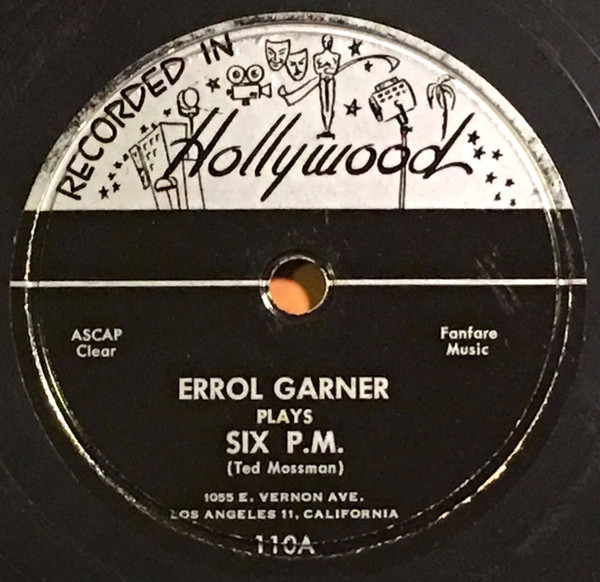 RECORDED IN
Hollywood
ASCAP
Clear
Fanfare
Music
ERROL GARNER
PLAYS
SIX P.M.
(Ted Mossman)
1055 E. VERNON AVE.
LOS ANGELES 11, CALIFORNIA
110A